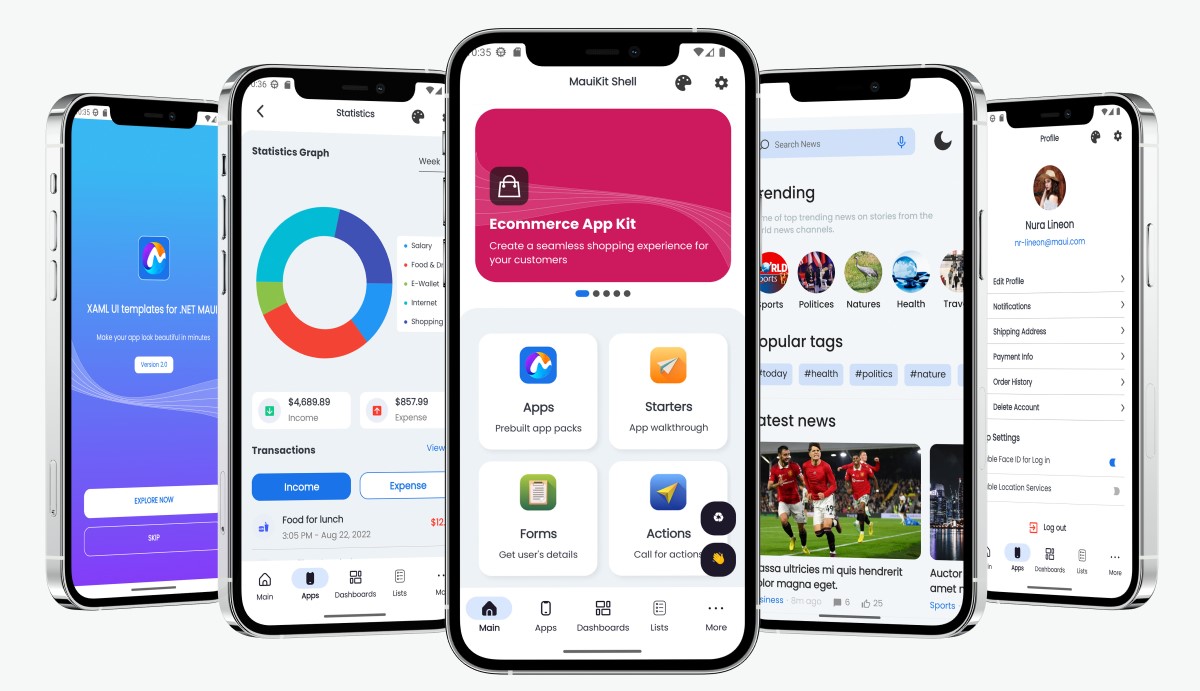 XAML UI templates for .NET MAUI
Make your app look beautiful in minutes
Version 2.0
EXPLORE NOW
SKIP
0:36
Statistics
Statistics Graph
Week
Salary
Food & Dr
E-Wallet
Internet
Shopping
$4,689.89
Income
$857.99
Expense
Transactions
View
Income
Expense
Food for lunch
$12.
3:05 PM - Aug 22, 2022
Main
Apps
Dashboards
Lists
Mo
0:35
MauiKit Shell
Ecommerce App Kit
Create a seamless shopping experience for
your customers
Apps
Prebuilt app packs
Starters
App walkthrough
Forms
Get user's details
Actions
Call for actions
Main
Apps
Dashboards
Lists
More
Search News
rending
me of top trending news on stories from the
rld news channels.
RLD
ports
Politices
Natures
Health
Trav
opular tags
#today
#health
#politics
#nature
atest news
assa ultricies mi quis hendrerit
olor magna eget.
siness
8m ago
6
25
Auctor
amet n
Sports
Profile
Nura Lineon
nr-lineon@maui.com
Edit Profile
Notifications
Shipping Address
Payment Info
Order History
Delete Account
p Settings
ble Face ID for Log in
ble Location Services
Log out
in
Apps
Dashboards
Lists
More